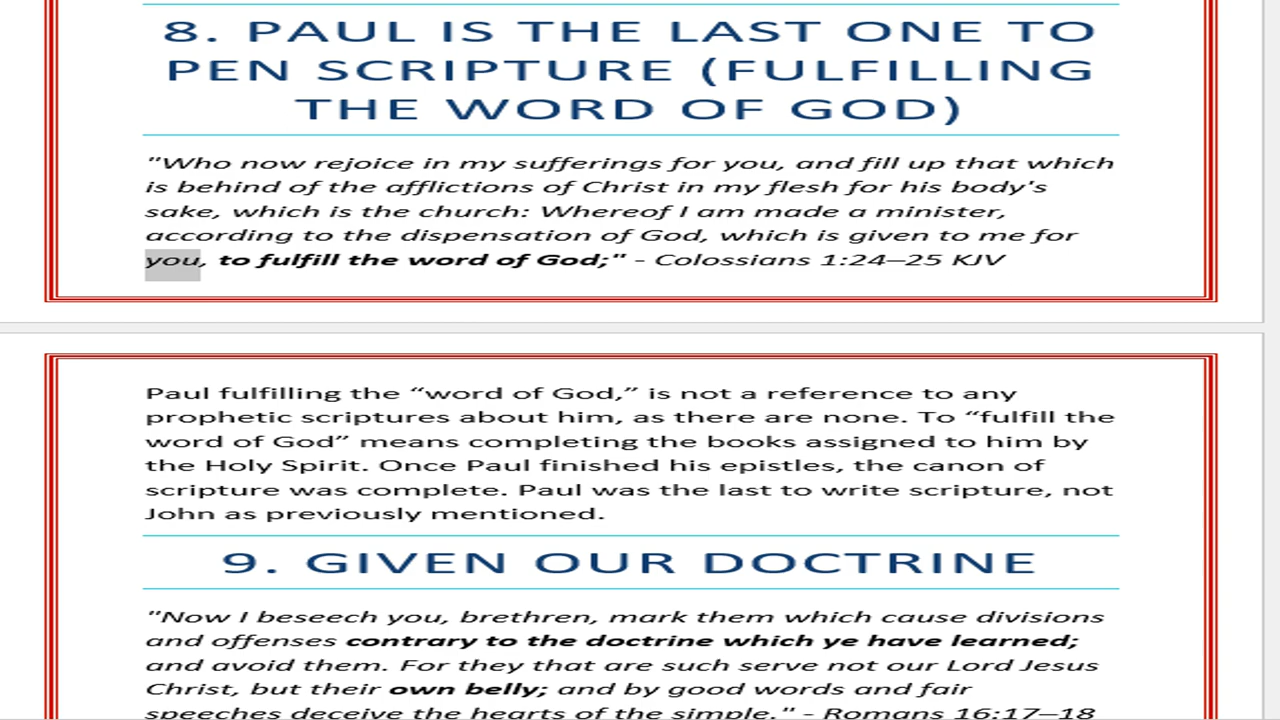 8. PAUL IS THE LAST ONE TO
PEN SCRIPTURE (FULFILLING
THE WORD OF GOD)
"Who now rejoice in my sufferings for you, and fill up that which
is behind of the afflictions of Christ in my flesh for his body's
sake, which is the church: Whereof I am made a minister,
according to the dispensation of God, which is given to me for
you, to fulfill the word of God;" - Colossians 1:24–25 KJV
Paul fulfilling the “word of God,” is not a reference to any
prophetic scriptures about him, as there are none. To “fulfill the
word of God” means completing the books assigned to him by
the Holy Spirit. Once Paul finished his epistles, the canon of
scripture was complete. Paul was the last to write scripture, not
John as previously mentioned.
9. GIVEN OUR DOCTRINE
"Now I beseech you, brethren, mark them which cause divisions
and offenses contrary to the doctrine which ye have learned;
and avoid them. For they that are such serve not our Lord Jesus
Christ, but their own belly; and by good words and fair
speeches deceive the hearts of the simple." - Romans 16:17–18